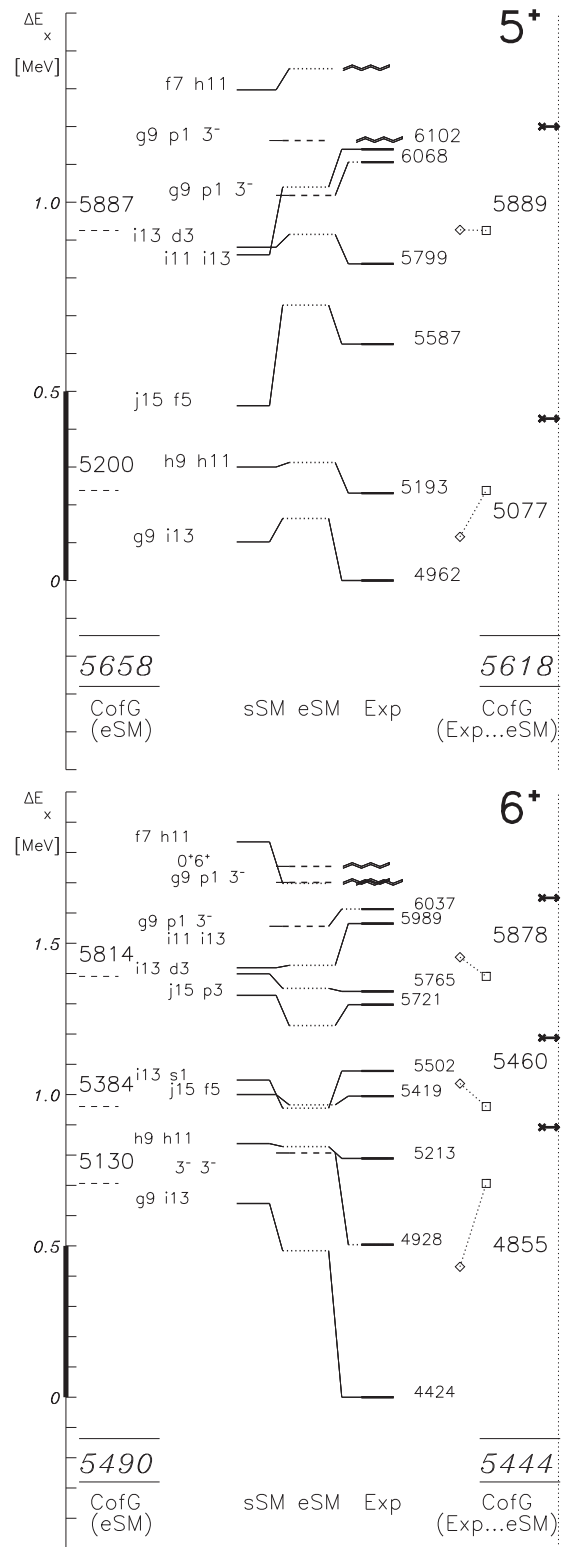 ΔE x
5⁺
[MeV]
f7 h11
g9 p1 3⁻
6102
6068
g9 p1 3⁻
1.0
5887
5889
i13 d3
i11 i13
5799
5587
0.5
j15 f5
5200
h9 h11
5193
5077
g9 i13
0
4962
5658
5618
CofG
(eSM)
sSM eSM Exp
CofG
(Exp...eSM)
ΔE x
6⁺
[MeV]
f7 h11
0⁺6⁺
g9 p1 3⁻
6037
g9 p1 3⁻
5989
i11 i13
5878
1.5
5814
i13 d3
5765
j15 p3
5721
i13 s1
5502
5460
5384
j15 f5
5419
1.0
h9 h11
5213
5130
3⁻ 3⁻
g9 i13
4928
4855
0.5
4424
0
5490
5444
CofG
(eSM)
sSM eSM Exp
CofG
(Exp...eSM)